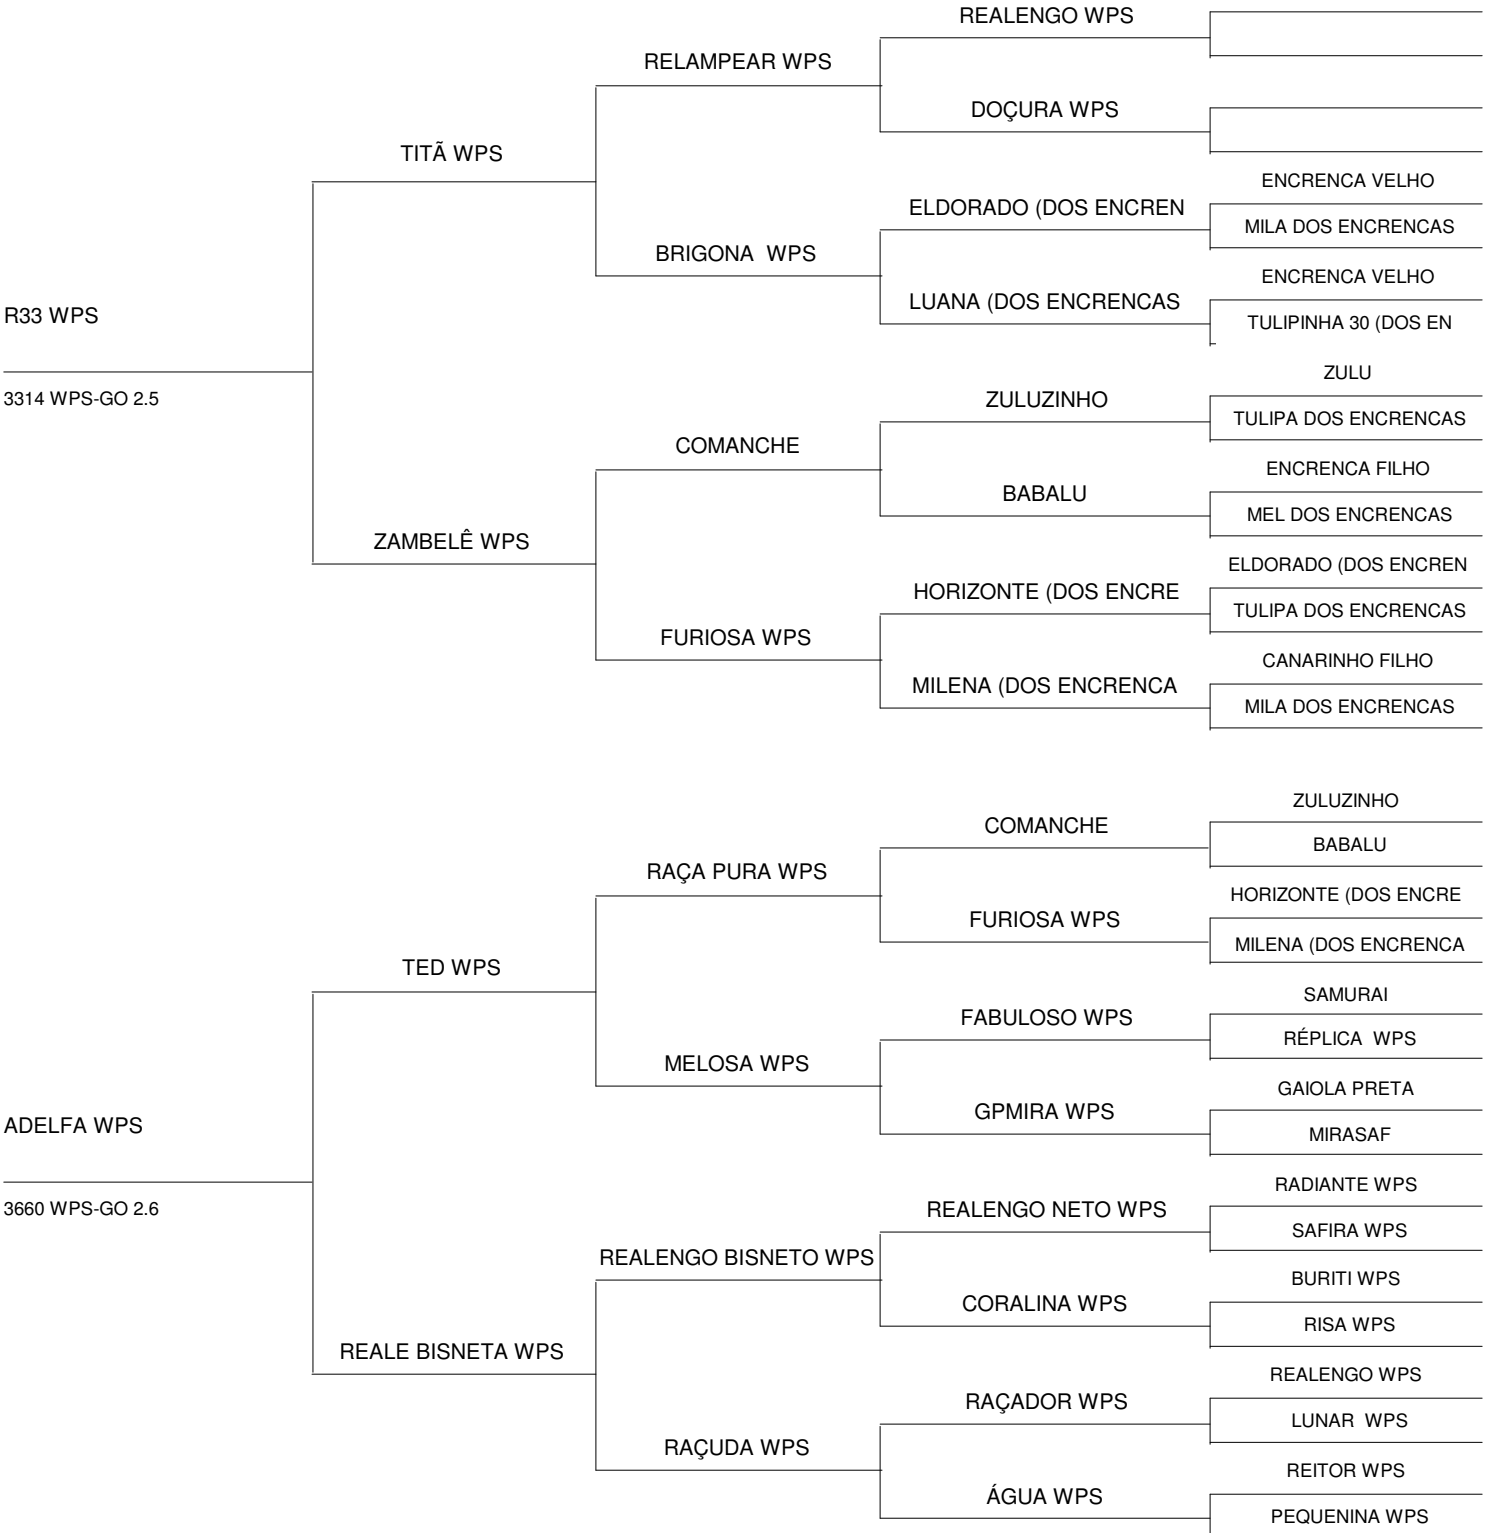 REALENGO WPS
RELAMPEAR WPS
DOÇURA WPS
TITÃ WPS
ENCRENCA VELHO
ELDORADO (DOS ENCREN
MILA DOS ENCRENCAS
BRIGONA  WPS
ENCRENCA VELHO
LUANA (DOS ENCRENCAS
R33 WPS
TULIPINHA 30 (DOS EN
ZULU
3314 WPS-GO 2.5
ZULUZINHO
TULIPA DOS ENCRENCAS
COMANCHE
ENCRENCA FILHO
BABALU
MEL DOS ENCRENCAS
ZAMBELÊ WPS
ELDORADO (DOS ENCREN
HORIZONTE (DOS ENCRE
TULIPA DOS ENCRENCAS
FURIOSA WPS
CANARINHO FILHO
MILENA (DOS ENCRENCA
MILA DOS ENCRENCAS
ZULUZINHO
COMANCHE
BABALU
RAÇA PURA WPS
HORIZONTE (DOS ENCRE
FURIOSA WPS
MILENA (DOS ENCRENCA
TED WPS
SAMURAI
FABULOSO WPS
RÉPLICA  WPS
MELOSA WPS
GAIOLA PRETA
GPMIRA WPS
ADELFA WPS
MIRASAF
RADIANTE WPS
3660 WPS-GO 2.6
REALENGO NETO WPS
SAFIRA WPS
REALENGO BISNETO WPS
BURITI WPS
CORALINA WPS
RISA WPS
REALE BISNETA WPS
REALENGO WPS
RAÇADOR WPS
LUNAR  WPS
RAÇUDA WPS
REITOR WPS
ÁGUA WPS
PEQUENINA WPS